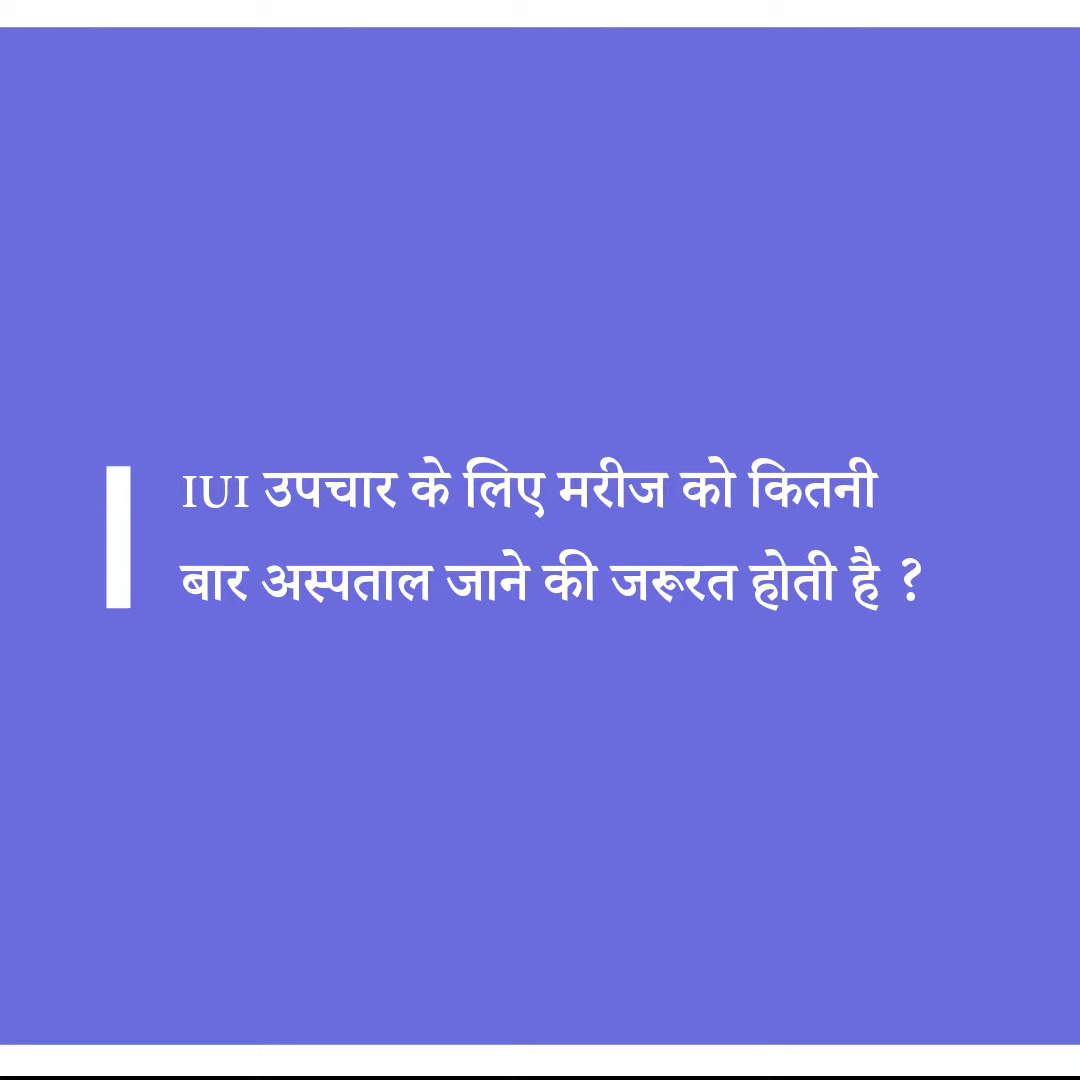 IUI उपचार के लिए मरीज को कितनी
बार अस्पताल जाने की जरूरत होती है ?